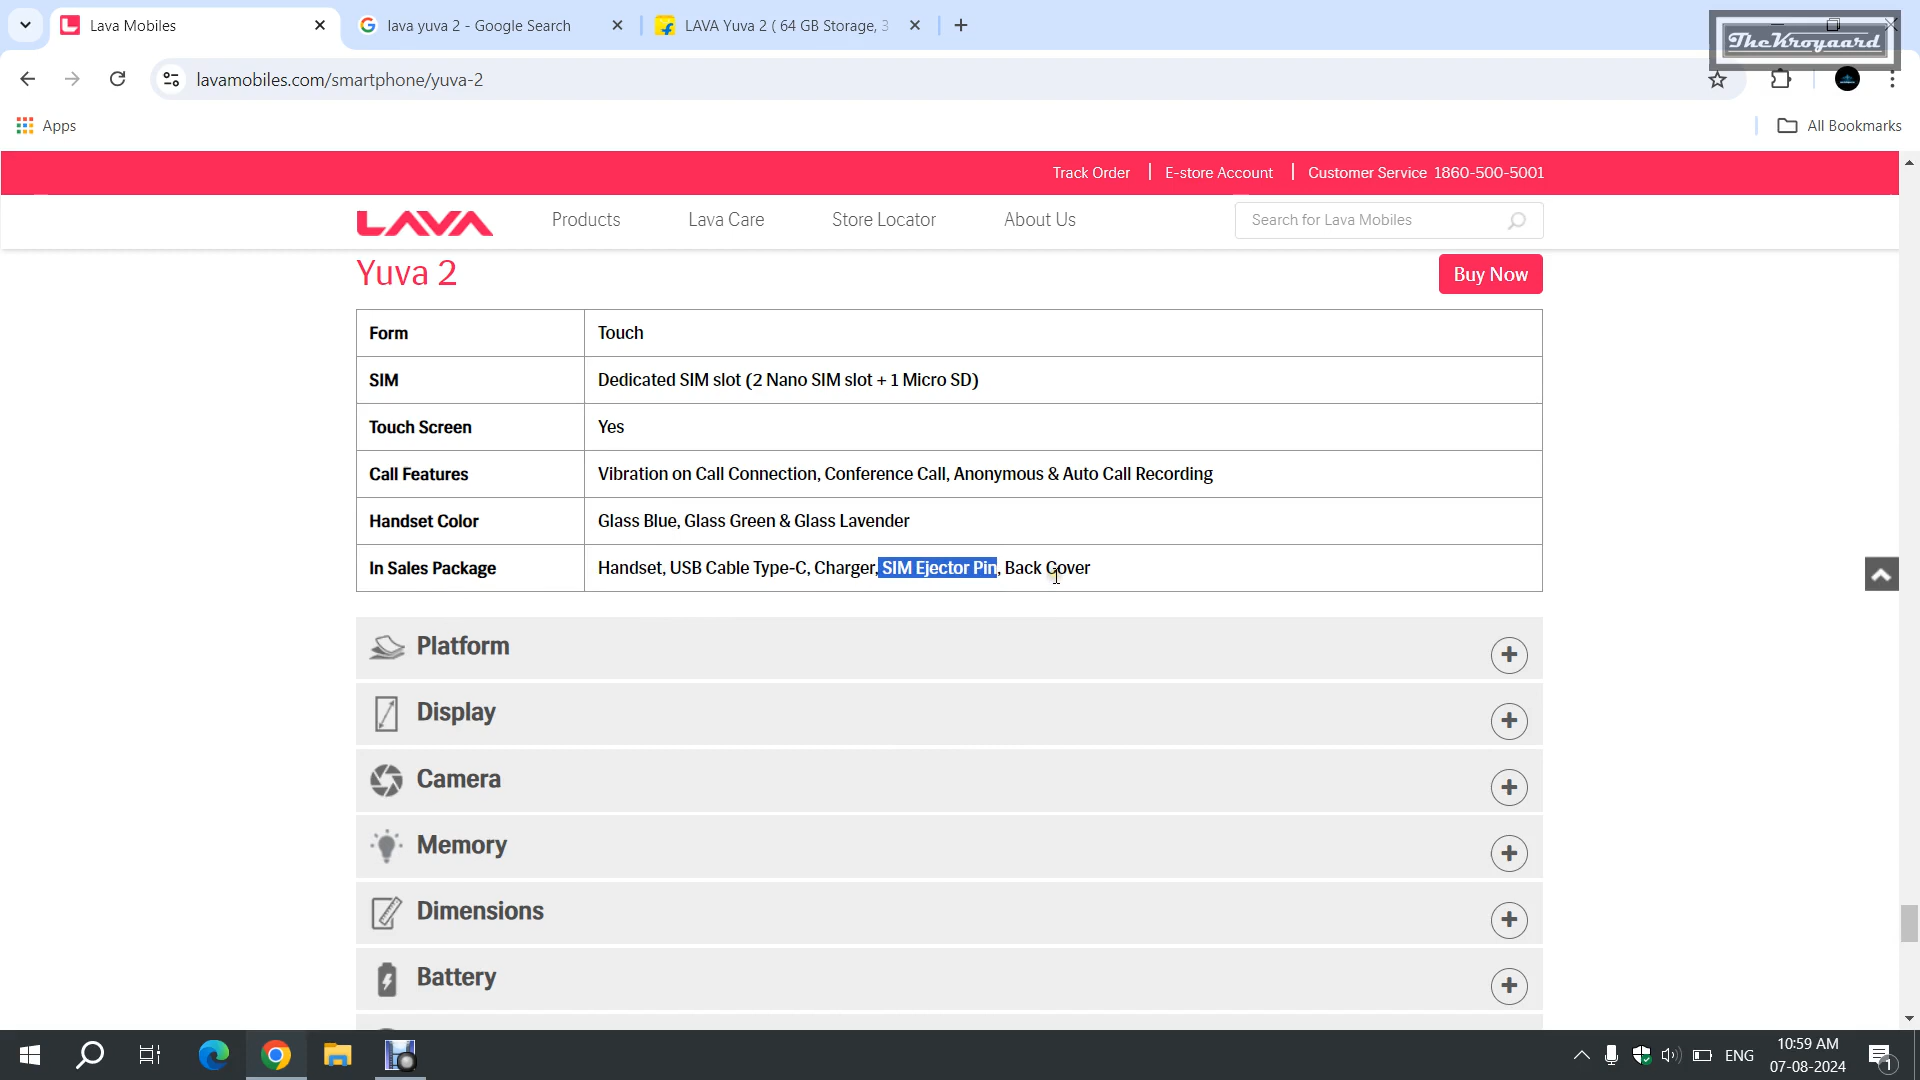 Lava Mobiles
lava yuva 2 - Google Search
LAVA Yuva 2 ( 64 GB Storage, 3
TheKroyaard
lavamobiles.com/smartphone/yuva-2
Apps
All Bookmarks
Track Order
E-store Account
Customer Service 1860-500-5001
LAVA
Products
Lava Care
Store Locator
About Us
Search for Lava Mobiles
Yuva 2
Buy Now
Form
Touch
SIM
Dedicated SIM slot (2 Nano SIM slot + 1 Micro SD)
Touch Screen
Yes
Call Features
Vibration on Call Connection, Conference Call, Anonymous & Auto Call Recording
Handset Color
Glass Blue, Glass Green & Glass Lavender
In Sales Package
Handset, USB Cable Type-C, Charger, SIM Ejector Pin, Back Cover
Platform
Display
Camera
Memory
Dimensions
Battery
ENG
10:59 AM
07-08-2024
1